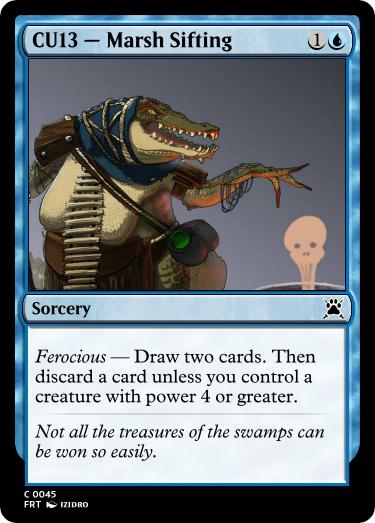 CU13 — Marsh Sifting 1
Sorcery
Ferocious — Draw two cards. Then
discard a card unless you control a
creature with power 4 or greater.
Not all the treasures of the swamps can
be won so easily.
C 0045
FRT IZIDRO